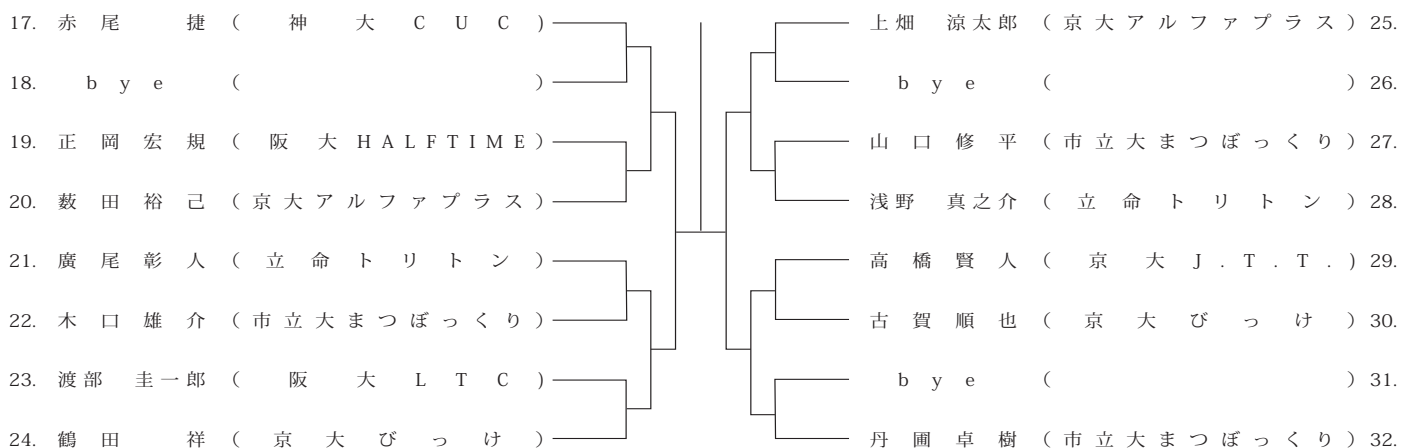 17. 赤尾 捷 (神大CUC)
18. bye ( )
19. 正岡宏規 (阪大HALFTIME)
20. 薮田裕己 (京大アルファプラス)
21. 廣尾彰人 (立命トリトン)
22. 木口雄介 (市立大まつぼっくり)
23. 渡部 圭一郎 (阪大LTC)
24. 鶴田 祥 (京大びっけ)
上畑 涼太郎 (京大アルファプラス) 25.
bye ( ) 26.
山口修平 (市立大まつぼっくり) 27.
浅野 真之介 (立命トリトン) 28.
高橋賢人 (京大J.T.T.) 29.
古賀順也 (京大びっけ) 30.
bye ( ) 31.
丹圃卓樹 (市立大まつぼっくり) 32.